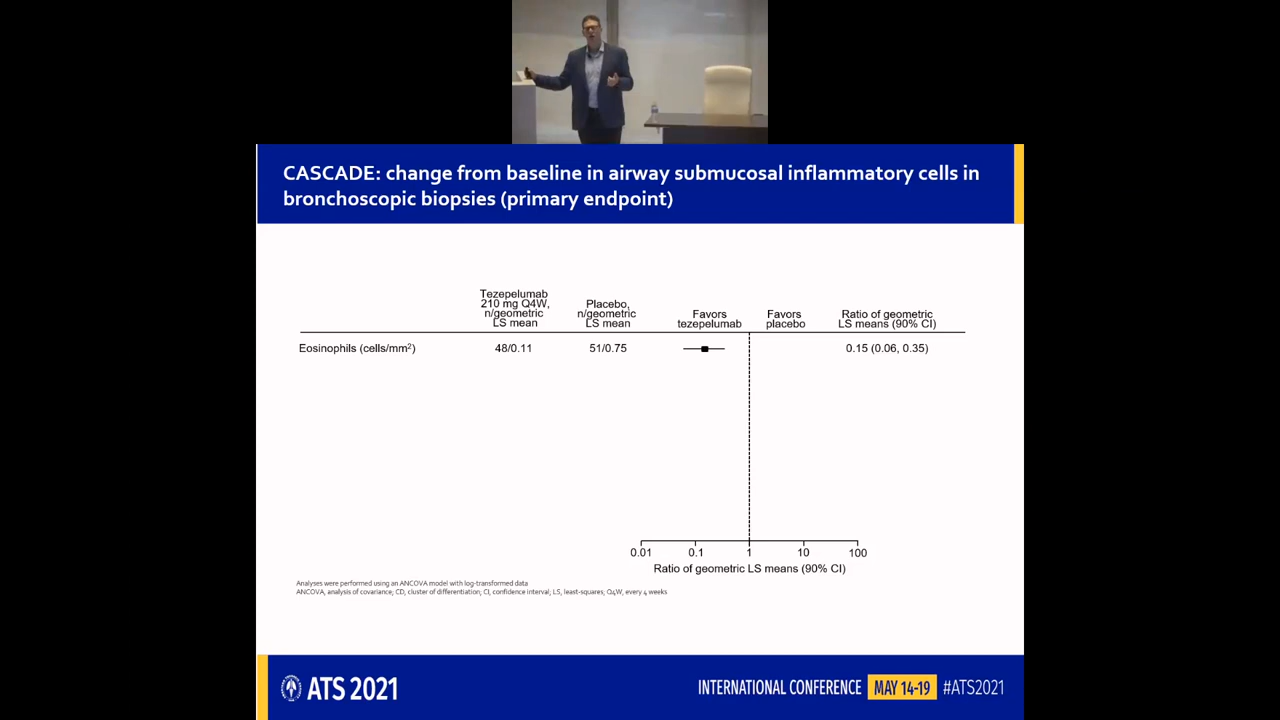 CASCADE: change from baseline in airway submucosal inflammatory cells in
bronchoscopic biopsies (primary endpoint)
Tezepelumab
210 mg Q4W,
n/geometric
LS mean
Placebo,
n/geometric
LS mean
Favors
tezepelumab
Favors
placebo
Ratio of geometric
LS means (90% CI)
Eosinophils (cells/mm²)
48/0.11
51/0.75
0.15 (0.06, 0.35)
0.01 0.1 1 10 100
Ratio of geometric LS means (90% CI)
Analyses were performed using an ANCOVA model with log-transformed data
ANCOVA, analysis of covariance; CD, cluster of differentiation; CI, confidence interval; LS, least-squares; Q4W, every 4 weeks
ATS 2021
INTERNATIONAL CONFERENCE MAY 14-19 #ATS2021